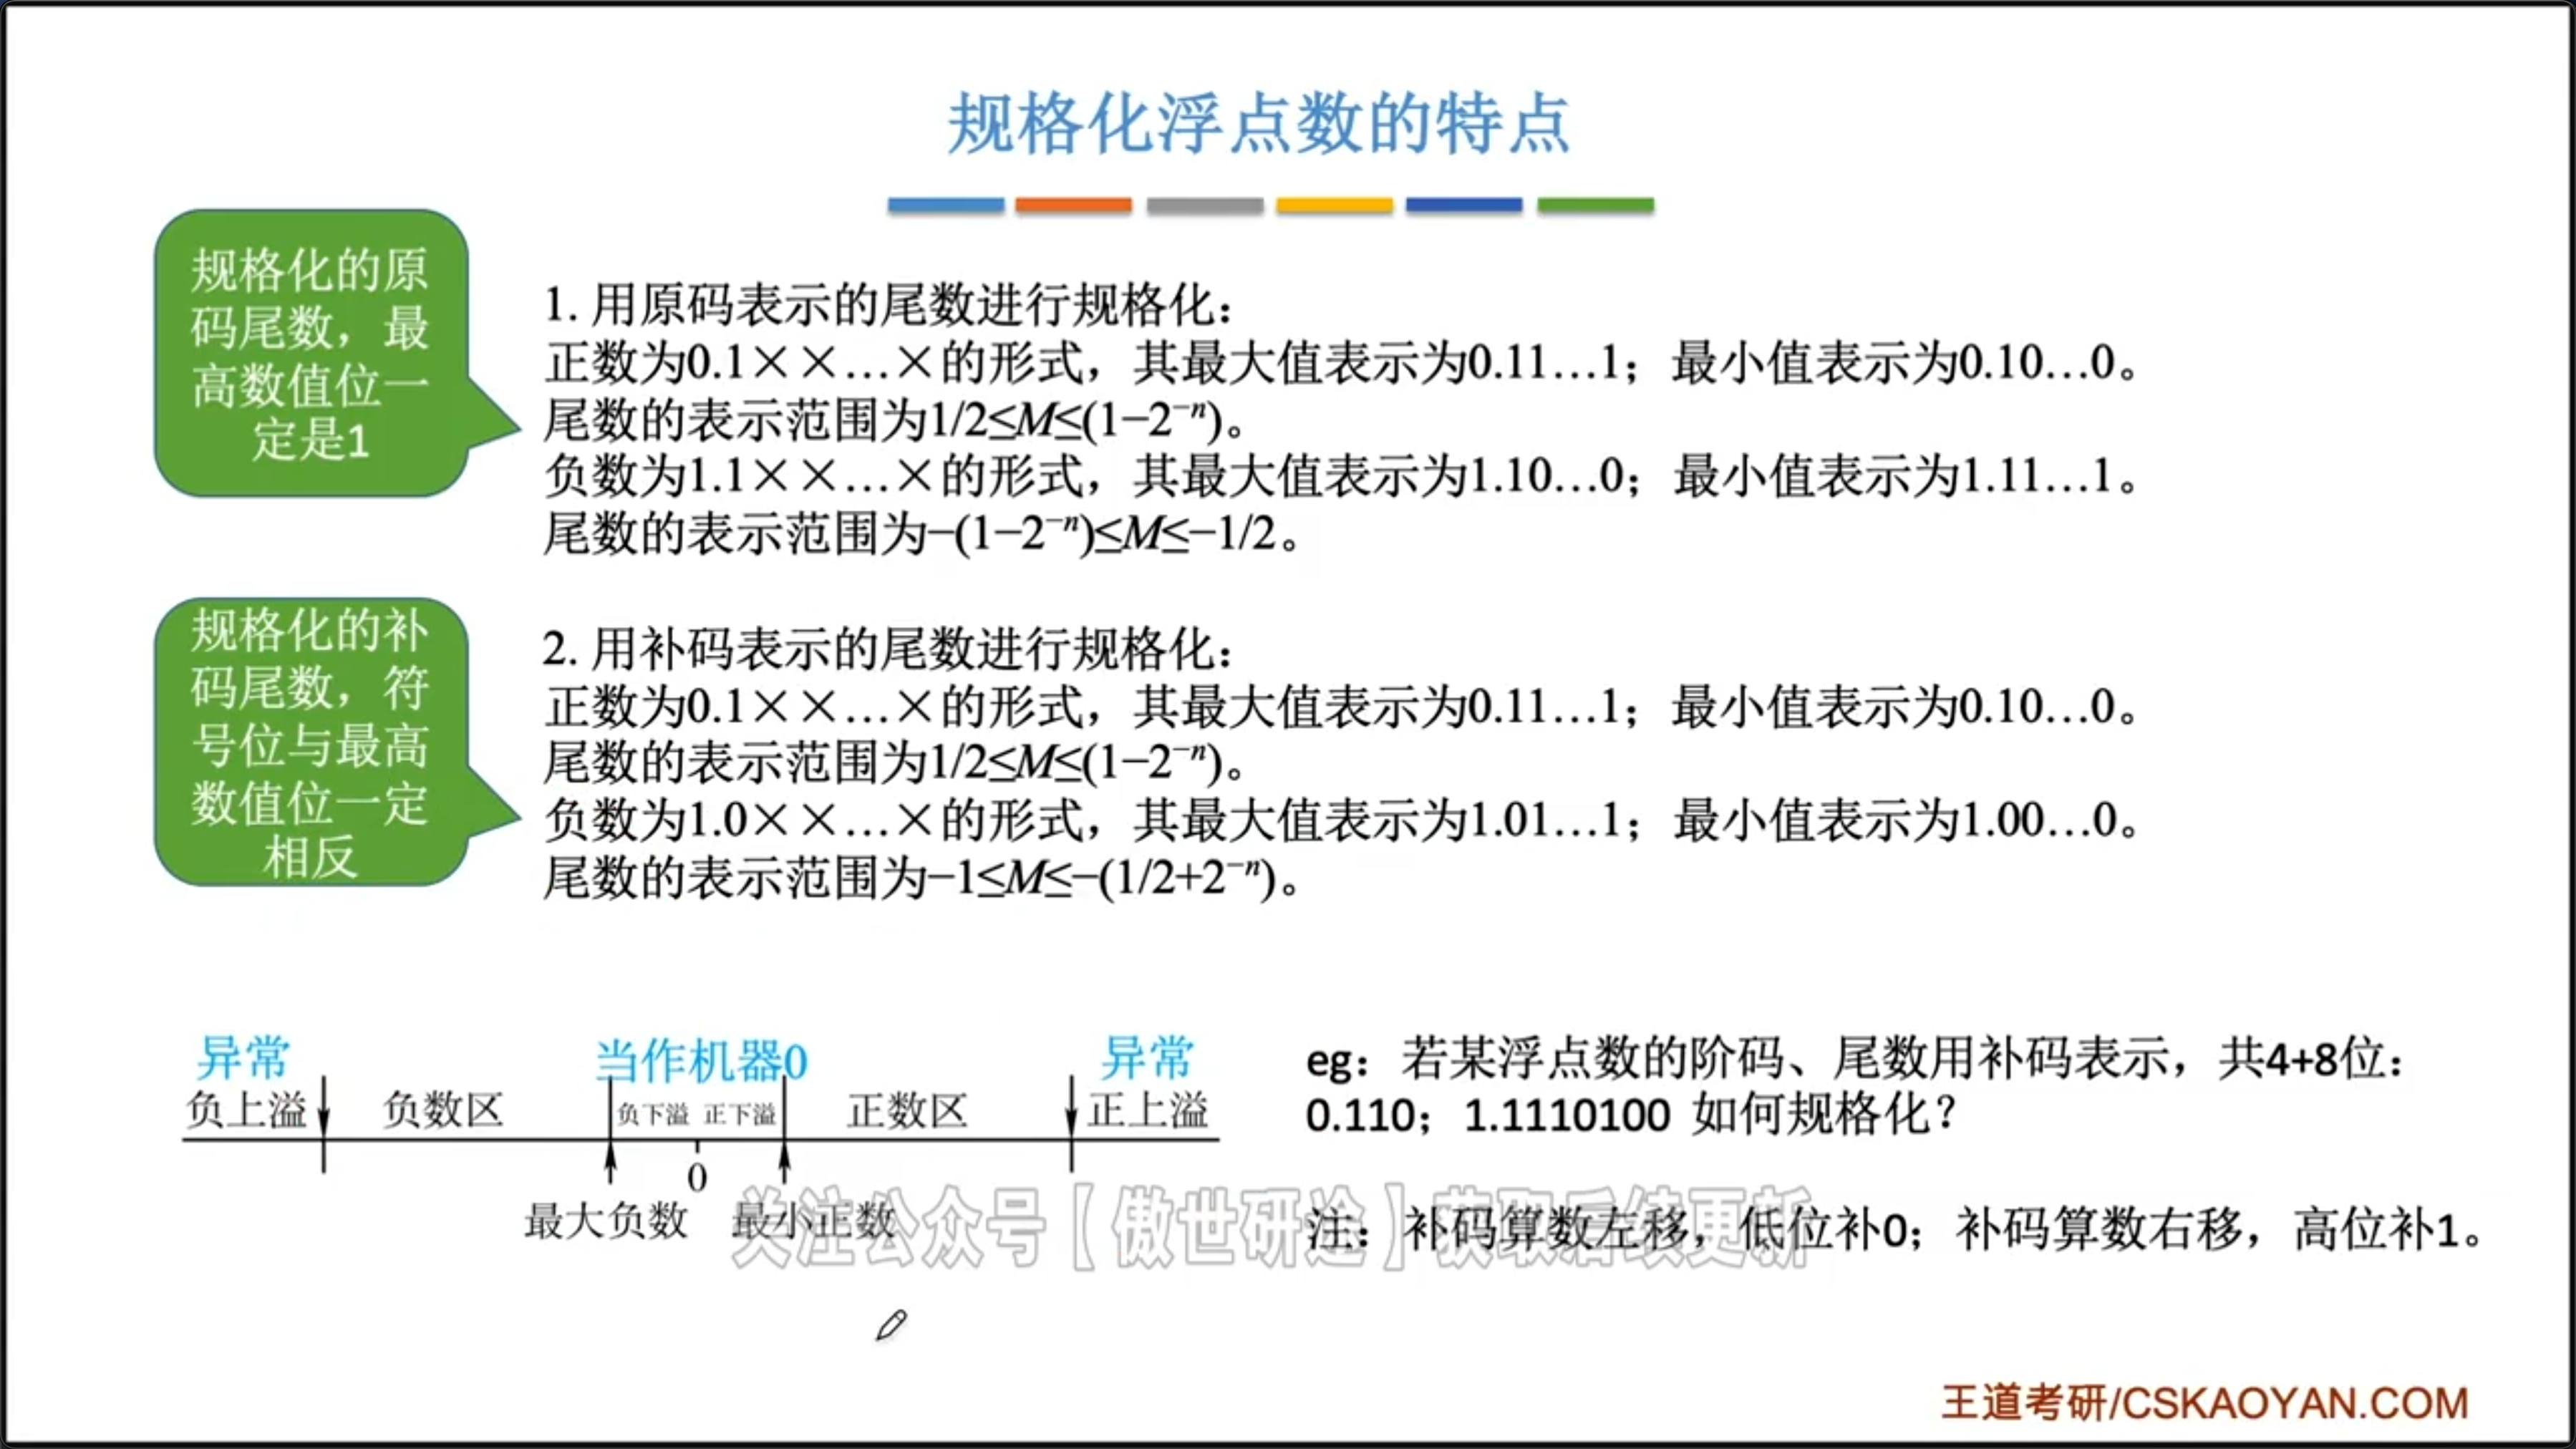 规格化浮点数的特点
规格化的原
码尾数，最
高数值位一
定是1
1. 用原码表示的尾数进行规格化：
正数为0.1××…×的形式，其最大值表示为0.11…1；最小值表示为0.10…0。
尾数的表示范围为1/2≤M≤(1−2⁻ⁿ)。
负数为1.1××…×的形式，其最大值表示为1.10…0；最小值表示为1.11…1。
尾数的表示范围为−(1−2⁻ⁿ)≤M≤−1/2。
规格化的补
码尾数，符
号位与最高
数值位一定
相反
2. 用补码表示的尾数进行规格化：
正数为0.1××…×的形式，其最大值表示为0.11…1；最小值表示为0.10…0。
尾数的表示范围为1/2≤M≤(1−2⁻ⁿ)。
负数为1.0××…×的形式，其最大值表示为1.01…1；最小值表示为1.00…0。
尾数的表示范围为−1≤M≤−(1/2+2⁻ⁿ)。
异常 当作机器0 异常
负上溢 负数区 负下溢 正下溢 正数区 正上溢
0
最大负数 最小正数
eg：若某浮点数的阶码、尾数用补码表示，共4+8位：
0.110；1.1110100 如何规格化？
注：补码算数左移，低位补0；补码算数右移，高位补1。
关注公众号【傲世研途】获取后续更新
王道考研/CSKAOYAN.COM